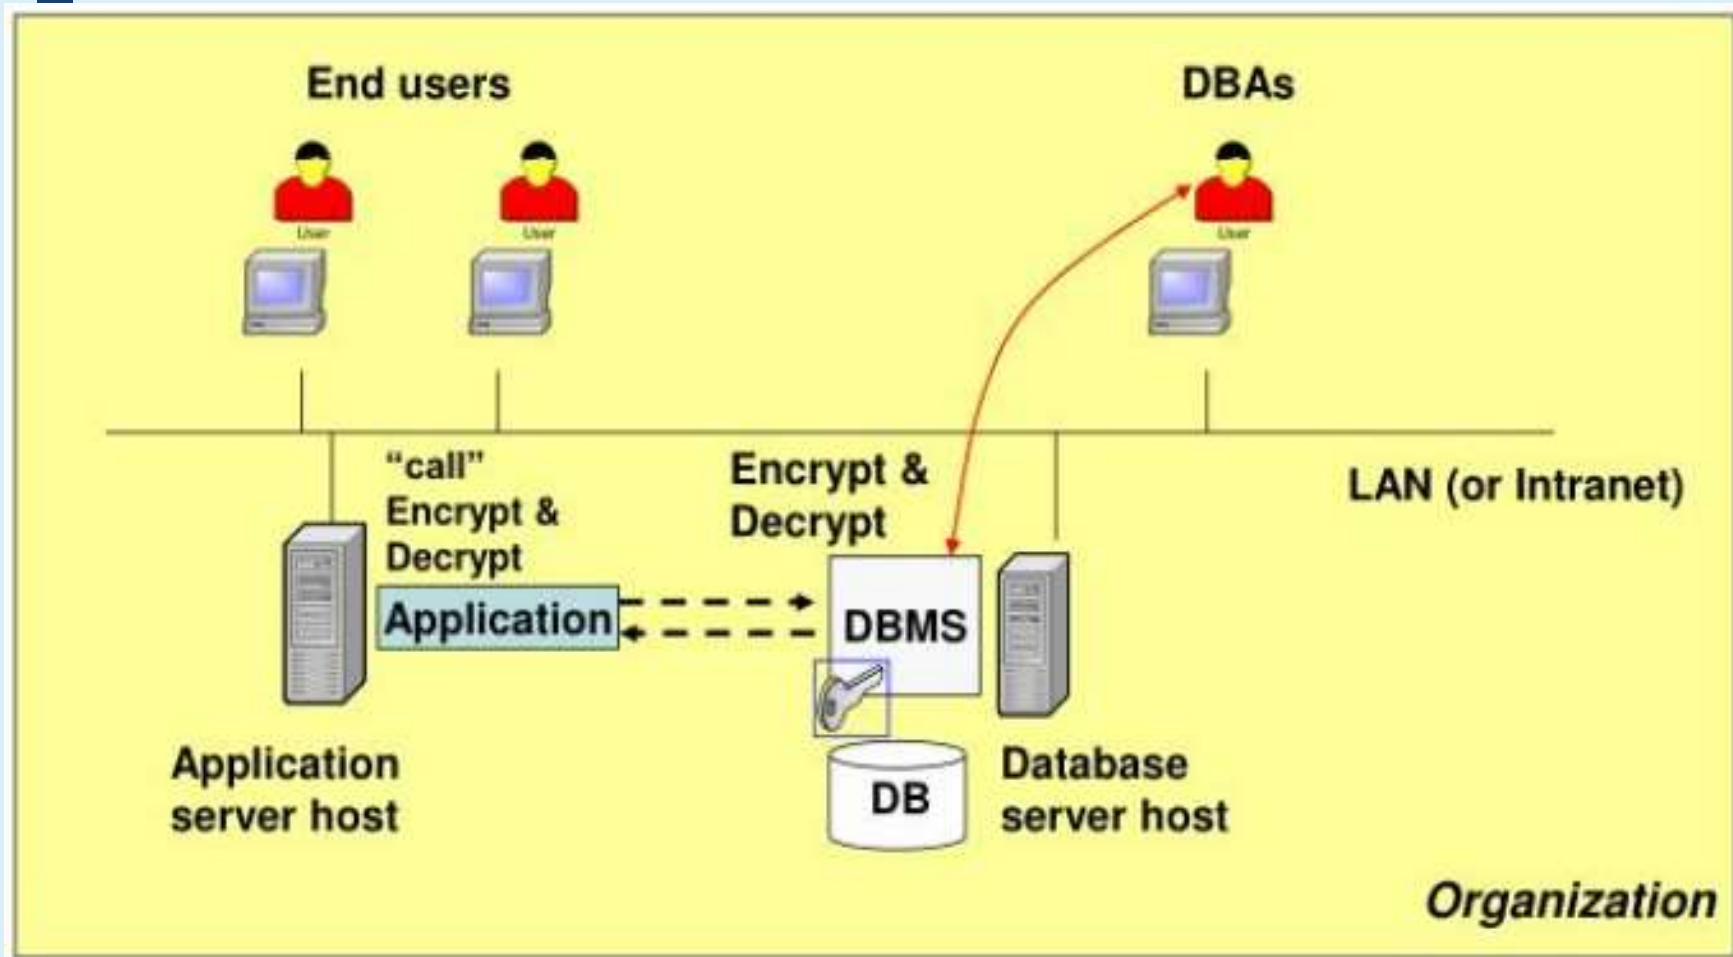 End users
DBAs
User
User
User
“call”
Encrypt &
Decrypt
Encrypt &
Decrypt
LAN (or Intranet)
Application
DBMS
Application
server host
DB
Database
server host
Organization